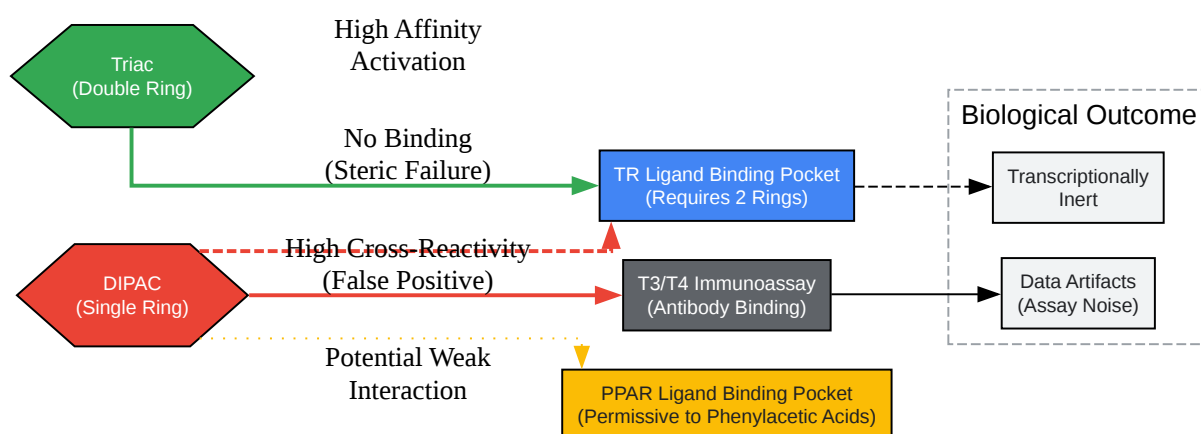 High Affinity
Activation
Triac
(Double Ring)
Biological Outcome
No Binding
(Steric Failure)
TR Ligand Binding Pocket
(Requires 2 Rings)
Transcriptionally
Inert
High Cross-Reactivity
(False Positive)
DIPAC
(Single Ring)
T3/T4 Immunoassay
(Antibody Binding)
Data Artifacts
(Assay Noise)
Potential Weak
Interaction
PPAR Ligand Binding Pocket
(Permissive to Phenylacetic Acids)